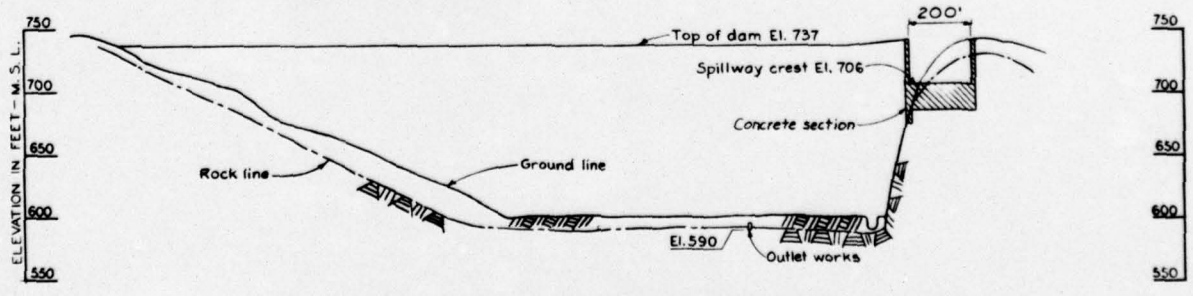 ELEVATION IN FEET - M. S. L.
750
700
650
600
550
200'
Top of dam El. 737
Spillway crest El. 706
Concrete section
Rock line
Ground line
El. 590
Outlet works
750
700
650
600
550